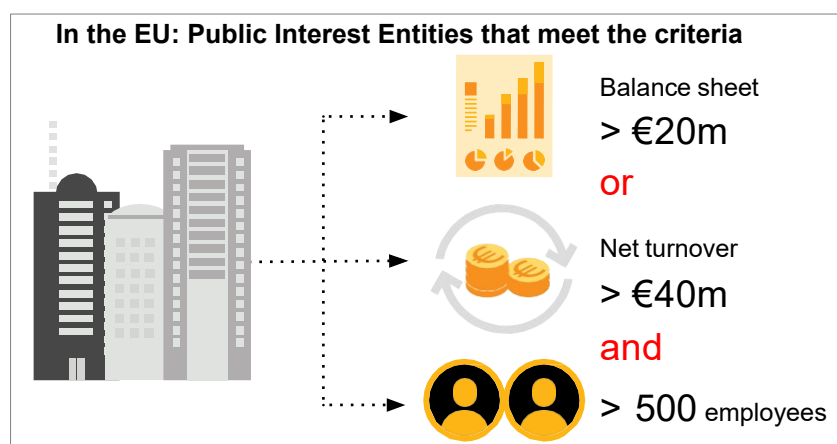 In the EU: Public Interest Entities that meet the criteria
Balance sheet
> €20m
or
Net turnover
> €40m
and
> 500 employees